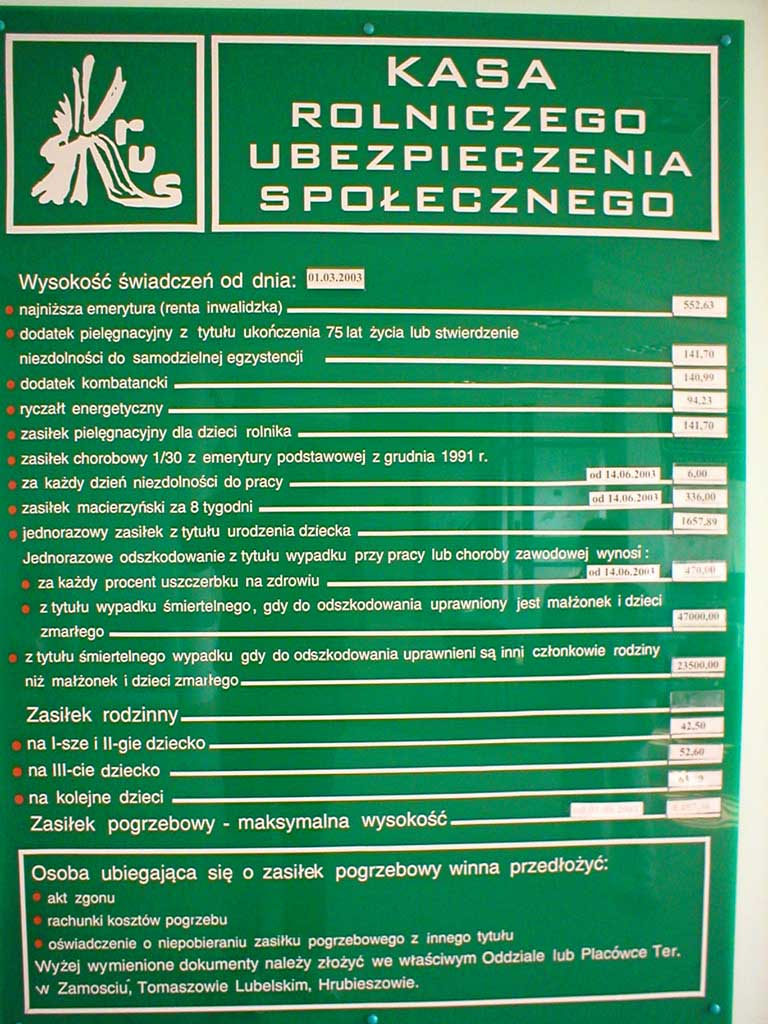 Krus
KASA
ROLNICZEGO
UBEZPIECZENIA
SPOŁECZNEGO
Wysokość świadczeń od dnia: 01.03.2003
najniższa emerytura (renta inwalidzka) 552,63
dodatek pielęgnacyjny z tytułu ukończenia 75 lat życia lub stwierdzenie
niezdolności do samodzielnej egzystencji 141,70
dodatek kombatancki 140,99
ryczałt energetyczny 94,23
zasiłek pielęgnacyjny dla dzieci rolnika 141,70
zasiłek chorobowy 1/30 z emerytury podstawowej z grudnia 1991 r.
za każdy dzień niezdolności do pracy od 14.06.2003 6,00
zasiłek macierzyński za 8 tygodni od 14.06.2003 336,00
jednorazowy zasiłek z tytułu urodzenia dziecka 1657,89
Jednorazowe odszkodowanie z tytułu wypadku przy pracy lub choroby zawodowej wynosi :
za każdy procent uszczerbku na zdrowiu od 14.06.2003 470,00
z tytułu wypadku śmiertelnego, gdy do odszkodowania uprawniony jest małżonek i dzieci
zmarłego 47000,00
z tytułu śmiertelnego wypadku gdy do odszkodowania uprawnieni są inni członkowie rodziny
niż małżonek i dzieci zmarłego 23500,00
Zasiłek rodzinny
na I-sze i II-gie dziecko 42,50
na III-cie dziecko 52,60
na kolejne dzieci
Zasiłek pogrzebowy - maksymalna wysokość
Osoba ubiegająca się o zasiłek pogrzebowy winna przedłożyć:
akt zgonu
rachunki kosztów pogrzebu
oświadczenie o niepobieraniu zasiłku pogrzebowego z innego tytułu
Wyżej wymienione dokumenty należy złożyć we właściwym Oddziale lub Placówce Ter.
w Zamosciu, Tomaszowie Lubelskim, Hrubieszowie.